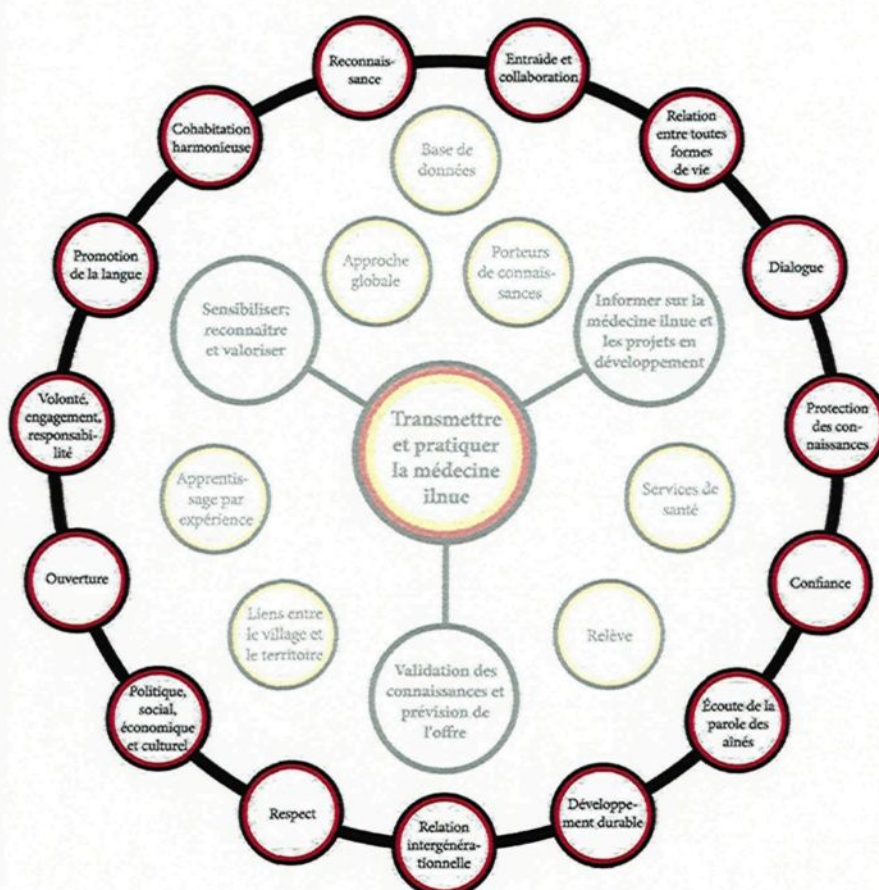 Reconnais-
sance
Entraide et
collaboration
Cohabitation
harmonieuse
Relation
entre toutes
formes
de vie
Base de
données
Promotion
de la langue
Approche
globale
Porteurs
de connais-
sances
Dialogue
Sensibiliser;
reconnaître
et valoriser
Informer sur la
médecine ilnue et
les projets en
développement
Volonté,
engagement,
responsabi-
lité
Transmettre
et pratiquer
la médecine
ilnue
Protection
des con-
naissances
Apprentis-
sage par
expérience
Services de
santé
Ouverture
Confiance
Liens entre
le village et
le territoire
Relève
Validation des
connaissances et
prévision de
l'offre
Politique,
social,
économique
et culturel
Écoute de la
parole des
aînés
Respect
Développe-
ment durable
Relation
intergénéra-
tionnelle